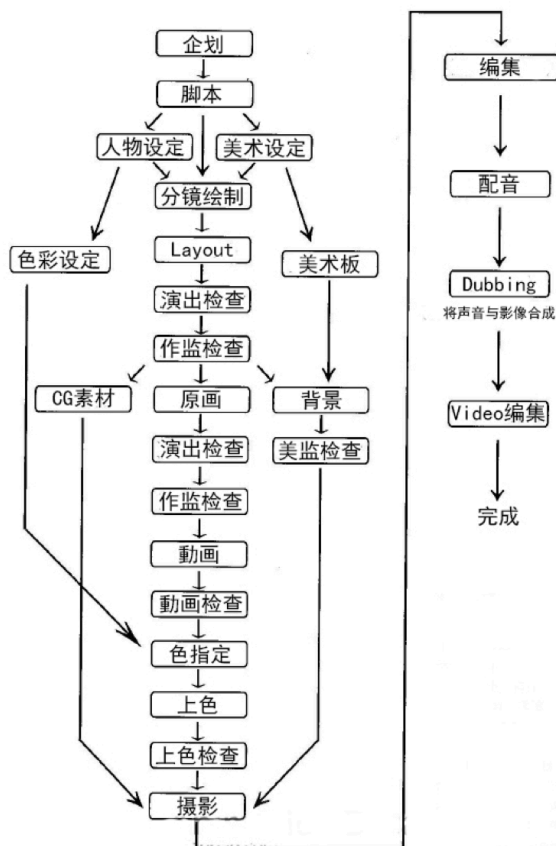 企划
脚本
人物设定
美术设定
分镜绘制
色彩设定
Layout
美术板
演出检查
作监检查
CG素材
原画
背景
演出检查
美监检查
作监检查
動画
動画检查
色指定
上色
上色检查
摄影
编集
配音
Dubbing
将声音与影像合成
Video编集
完成